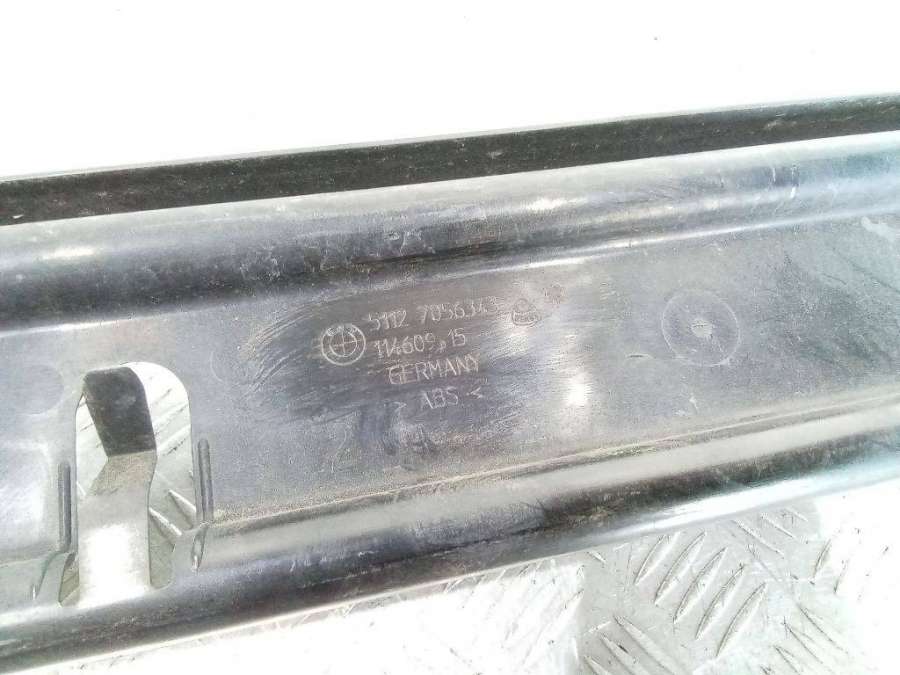 5112 7056343
114609.15
GERMANY
> ABS <